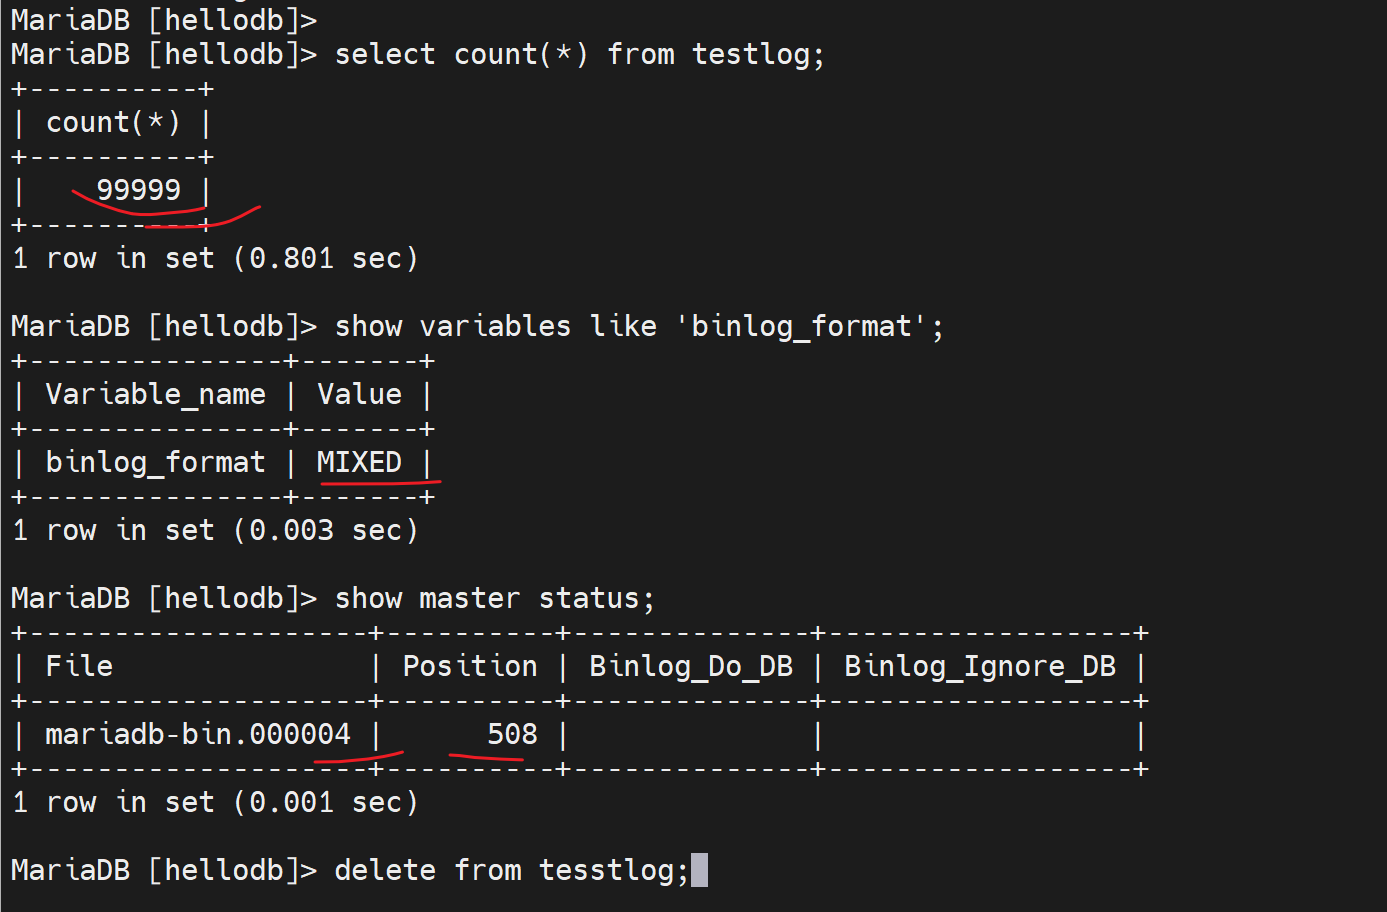 MariaDB [hellodb]>
MariaDB [hellodb]> select count(*) from testlog;
+----------+
| count(*) |
+----------+
|    99999 |
+----------+
1 row in set (0.801 sec)
MariaDB [hellodb]> show variables like 'binlog_format';
+---------------+-------+
| Variable_name | Value |
+---------------+-------+
| binlog_format | MIXED |
+---------------+-------+
1 row in set (0.003 sec)
MariaDB [hellodb]> show master status;
+--------------------+----------+--------------+------------------+
| File               | Position | Binlog_Do_DB | Binlog_Ignore_DB |
+--------------------+----------+--------------+------------------+
| mariadb-bin.000004 |      508 |              |                  |
+--------------------+----------+--------------+------------------+
1 row in set (0.001 sec)
MariaDB [hellodb]> delete from tesstlog;